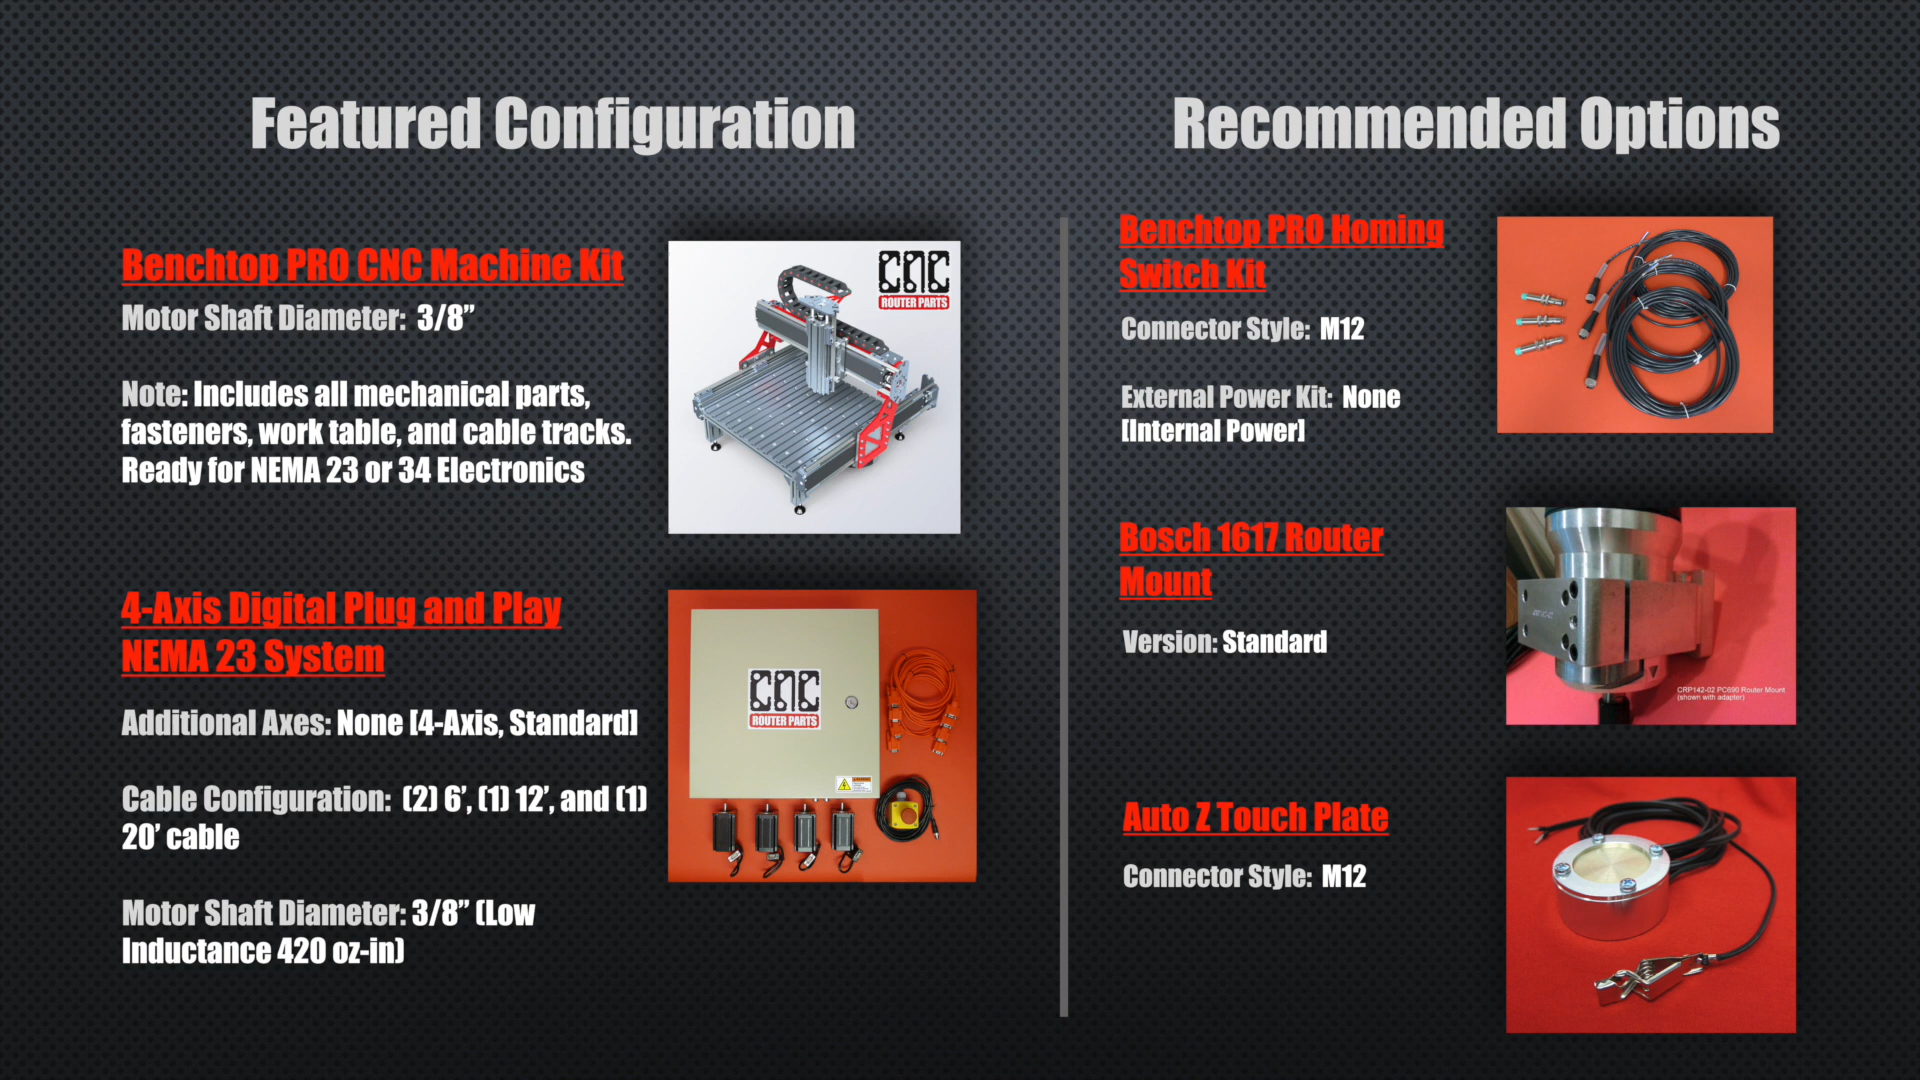 Featured Configuration
Benchtop PRO CNC Machine Kit
Motor Shaft Diameter: 3/8”
Note: Includes all mechanical parts,
fasteners, work table, and cable tracks.
Ready for NEMA 23 or 34 Electronics
CNC
ROUTER PARTS
4-Axis Digital Plug and Play
NEMA 23 System
Additional Axes: None [4-Axis, Standard]
Cable Configuration: (2) 6’, (1) 12’, and (1)
20’ cable
Motor Shaft Diameter: 3/8” (Low
Inductance 420 oz-in)
CNC
ROUTER PARTS
Recommended Options
Benchtop PRO Homing
Switch Kit
Connector Style: M12
External Power Kit: None
[Internal Power]
Bosch 1617 Router
Mount
Version: Standard
CRP142-02 PC690 Router Mount
(shown with adapter)
Auto Z Touch Plate
Connector Style: M12